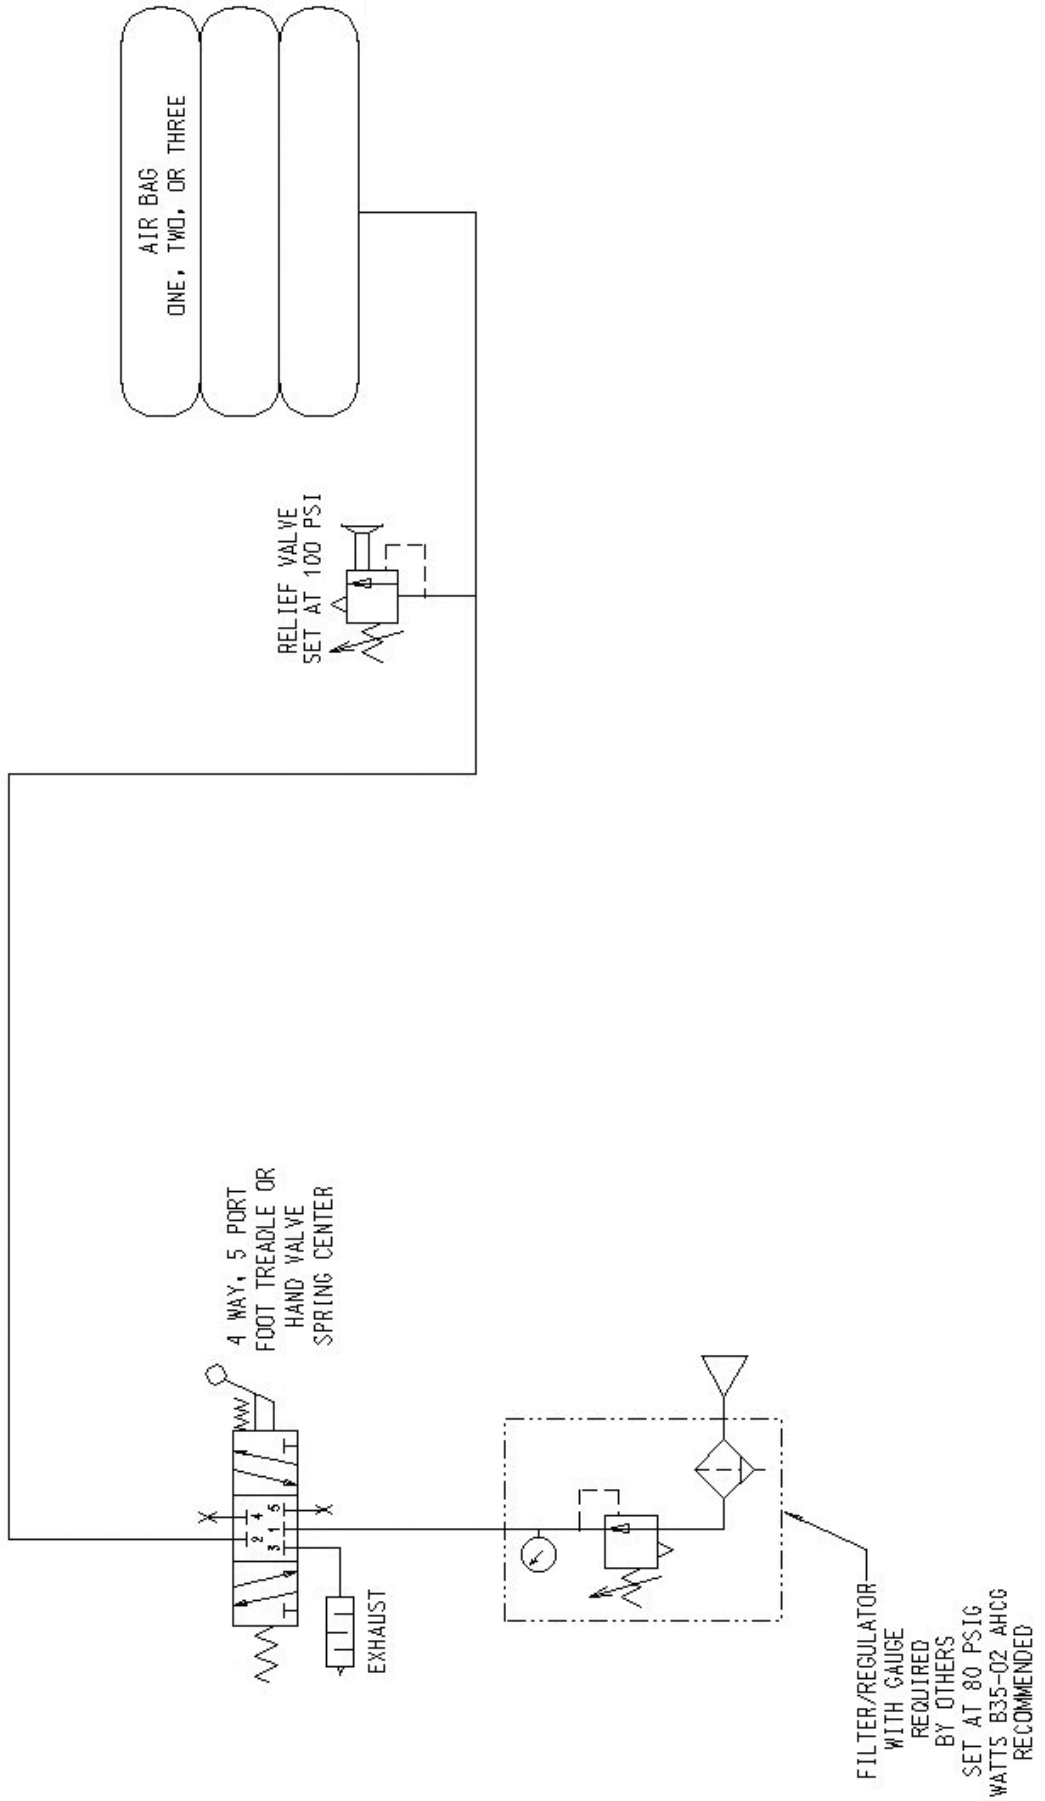 AIR BAG
ONE, TWO, OR THREE
RELIEF VALVE
SET AT 100 PSI
4 WAY, 5 PORT
FOOT TREADLE OR
HAND VALVE
SPRING CENTER
2 4
3 1 5
EXHAUST
FILTER/REGULATOR
WITH GAUGE
REQUIRED
BY OTHERS
SET AT 80 PSIG
WATTS B35-02 AHCG
RECOMMENDED